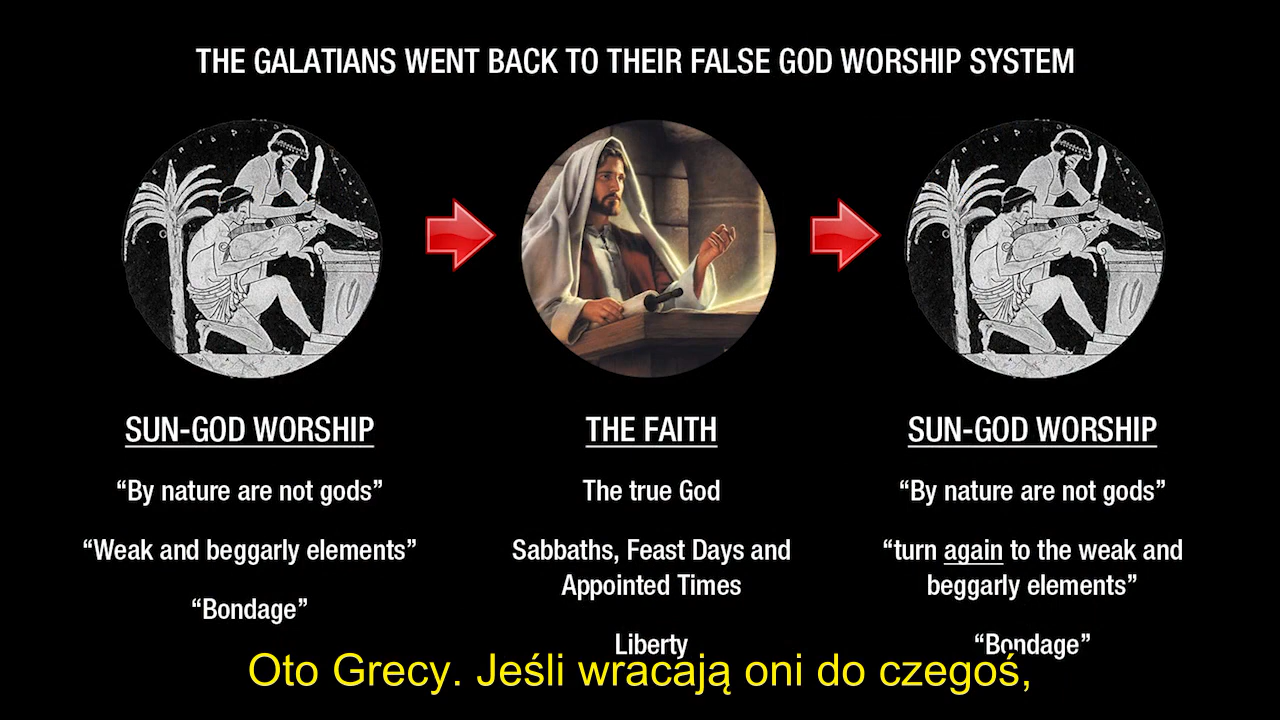 THE GALATIANS WENT BACK TO THEIR FALSE GOD WORSHIP SYSTEM
SUN-GOD WORSHIP
“By nature are not gods”
“Weak and beggarly elements”
“Bondage”
THE FAITH
The true God
Sabbaths, Feast Days and
Appointed Times
Liberty
SUN-GOD WORSHIP
“By nature are not gods”
“turn again to the weak and
beggarly elements”
“Bondage”
Oto Grecy. Jeśli wracają oni do czegoś,